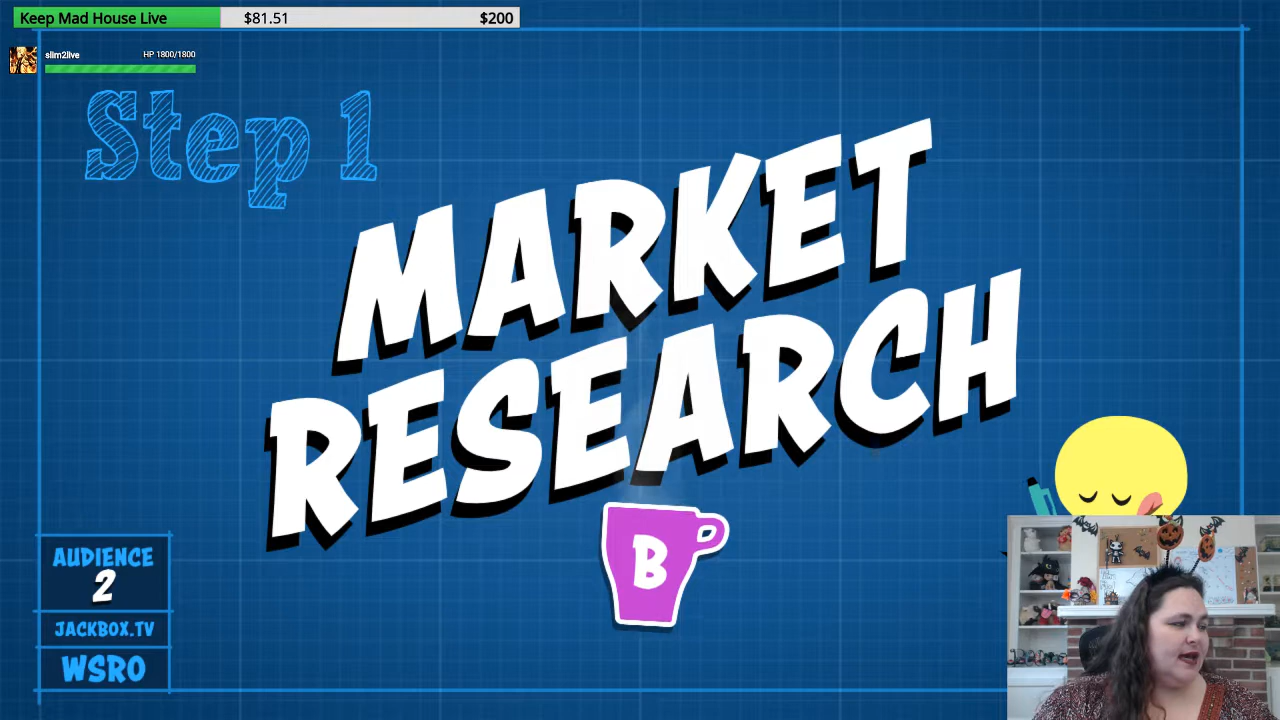 Keep Mad House Live $81.51 $200
slim2live HP 1800/1800
Step 1
MARKET
RESEARCH
B
AUDIENCE
2
JACKBOX.TV
WSRO